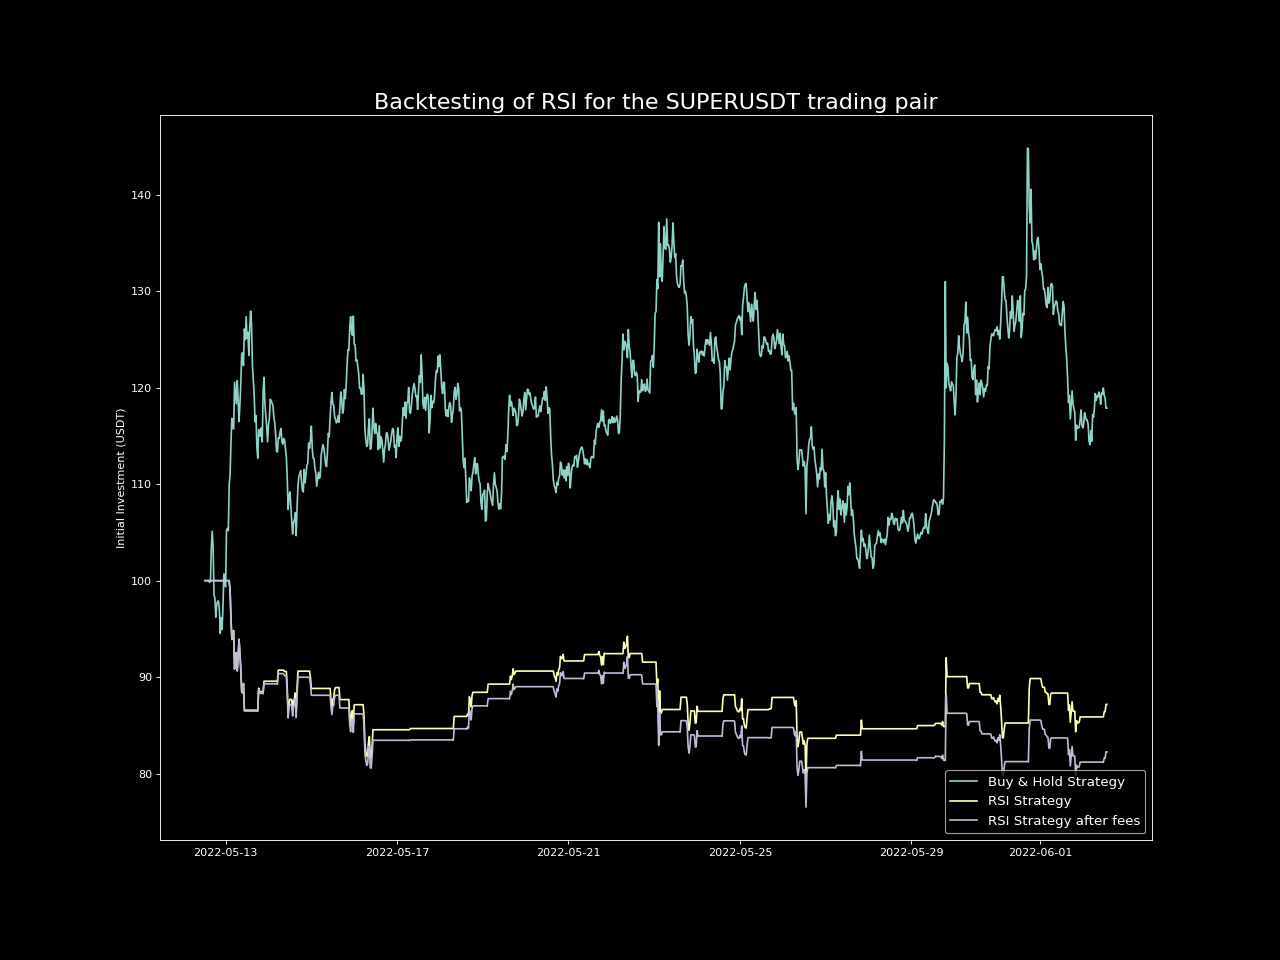 Backtesting of RSI for the SUPERUSDT trading pair
Initial Investment (USDT)
140
130
120
110
100
90
80
2022-05-13
2022-05-17
2022-05-21
2022-05-25
2022-05-29
2022-06-01
Buy & Hold Strategy
RSI Strategy
RSI Strategy after fees